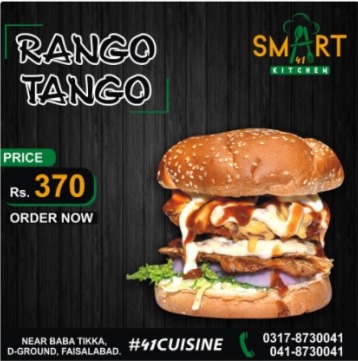 RANGO
TANGO
SMART
41
KITCHEN
PRICE
Rs. 370
ORDER NOW
NEAR BABA TIKKA,
D-GROUND, FAISALABAD.
#41CUISINE
0317-8730041
041-8730041